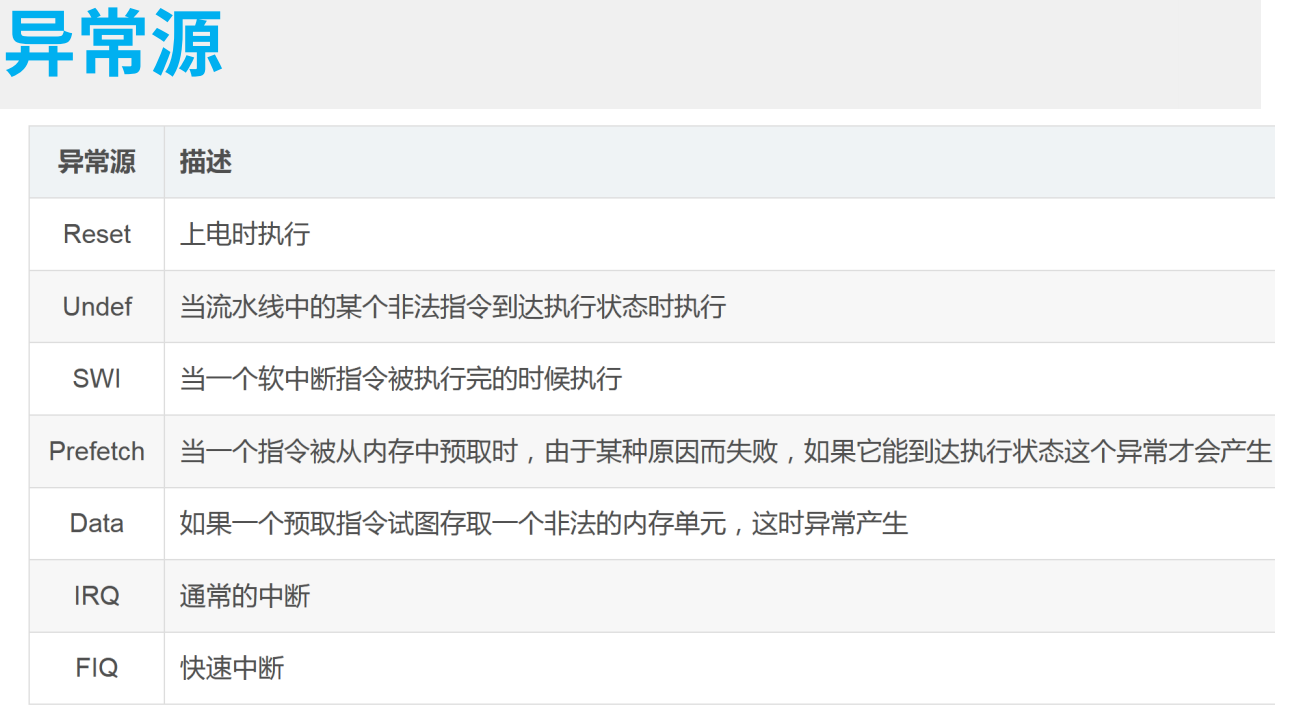 异常源
异常源 描述
Reset 上电时执行
Undef 当流水线中的某个非法指令到达执行状态时执行
SWI 当一个软中断指令被执行完的时候执行
Prefetch 当一个指令被从内存中预取时，由于某种原因而失败，如果它能到达执行状态这个异常才会产生
Data 如果一个预取指令试图存取一个非法的内存单元，这时异常产生
IRQ 通常的中断
FIQ 快速中断